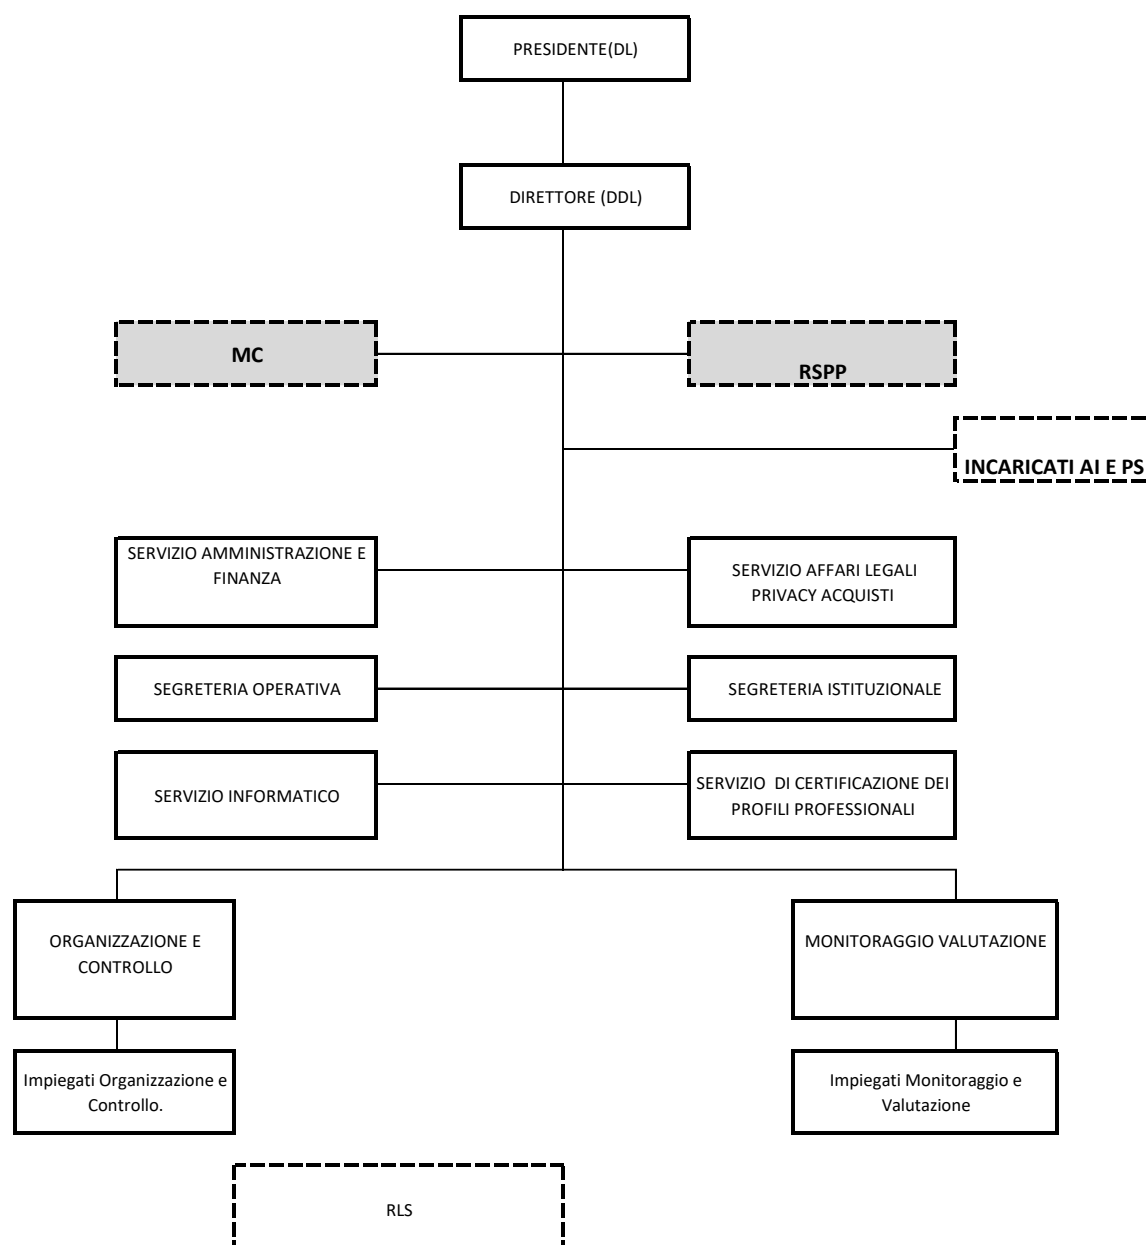 PRESIDENTE(DL)
DIRETTORE (DDL)
MC
RSPP
INCARICATI AI E PS
SERVIZIO AMMINISTRAZIONE E
FINANZA
SERVIZIO AFFARI LEGALI
PRIVACY ACQUISTI
SEGRETERIA OPERATIVA
SEGRETERIA ISTITUZIONALE
SERVIZIO INFORMATICO
SERVIZIO  DI CERTIFICAZIONE DEI
PROFILI PROFESSIONALI
ORGANIZZAZIONE E
CONTROLLO
MONITORAGGIO VALUTAZIONE
Impiegati Organizzazione e
Controllo.
Impiegati Monitoraggio e
Valutazione
RLS